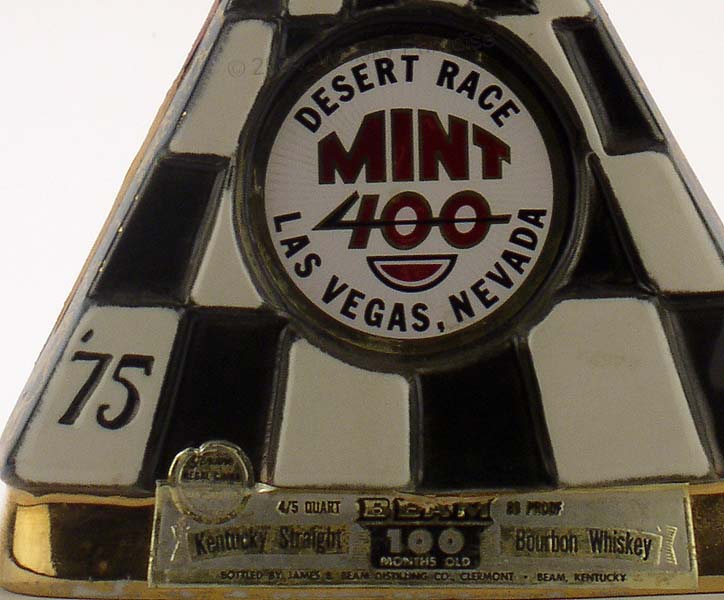 DESERT RACE
MINT
400
LAS VEGAS, NEVADA
'75
4/5 QUART BEAM 80 PROOF
Kentucky Straight 100 Bourbon Whiskey
MONTHS OLD
BOTTLED BY JAMES B. BEAM DISTILLING CO., CLERMONT • BEAM, KENTUCKY